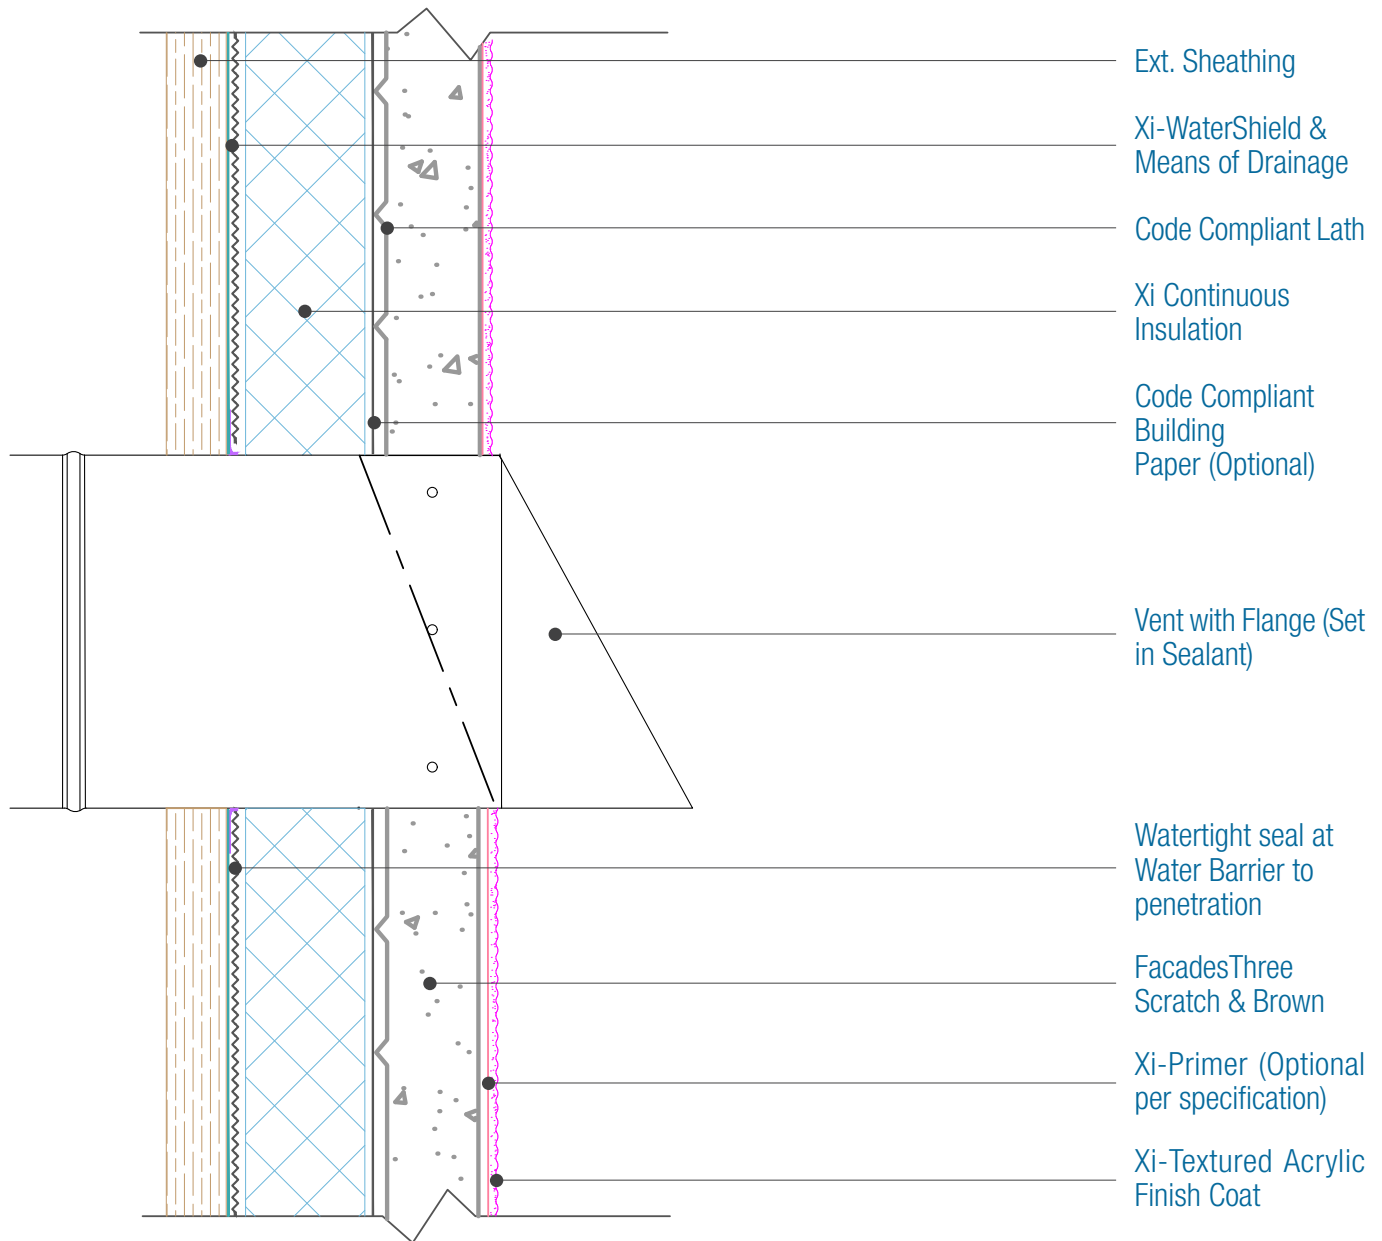 Ext. Sheathing
Xi-WaterShield &
Means of Drainage
Code Compliant Lath
Xi Continuous
Insulation
Code Compliant
Building
Paper (Optional)
Vent with Flange (Set
in Sealant)
Watertight seal at
Water Barrier to
penetration
FacadesThree
Scratch & Brown
Xi-Primer (Optional
per specification)
Xi-Textured Acrylic
Finish Coat